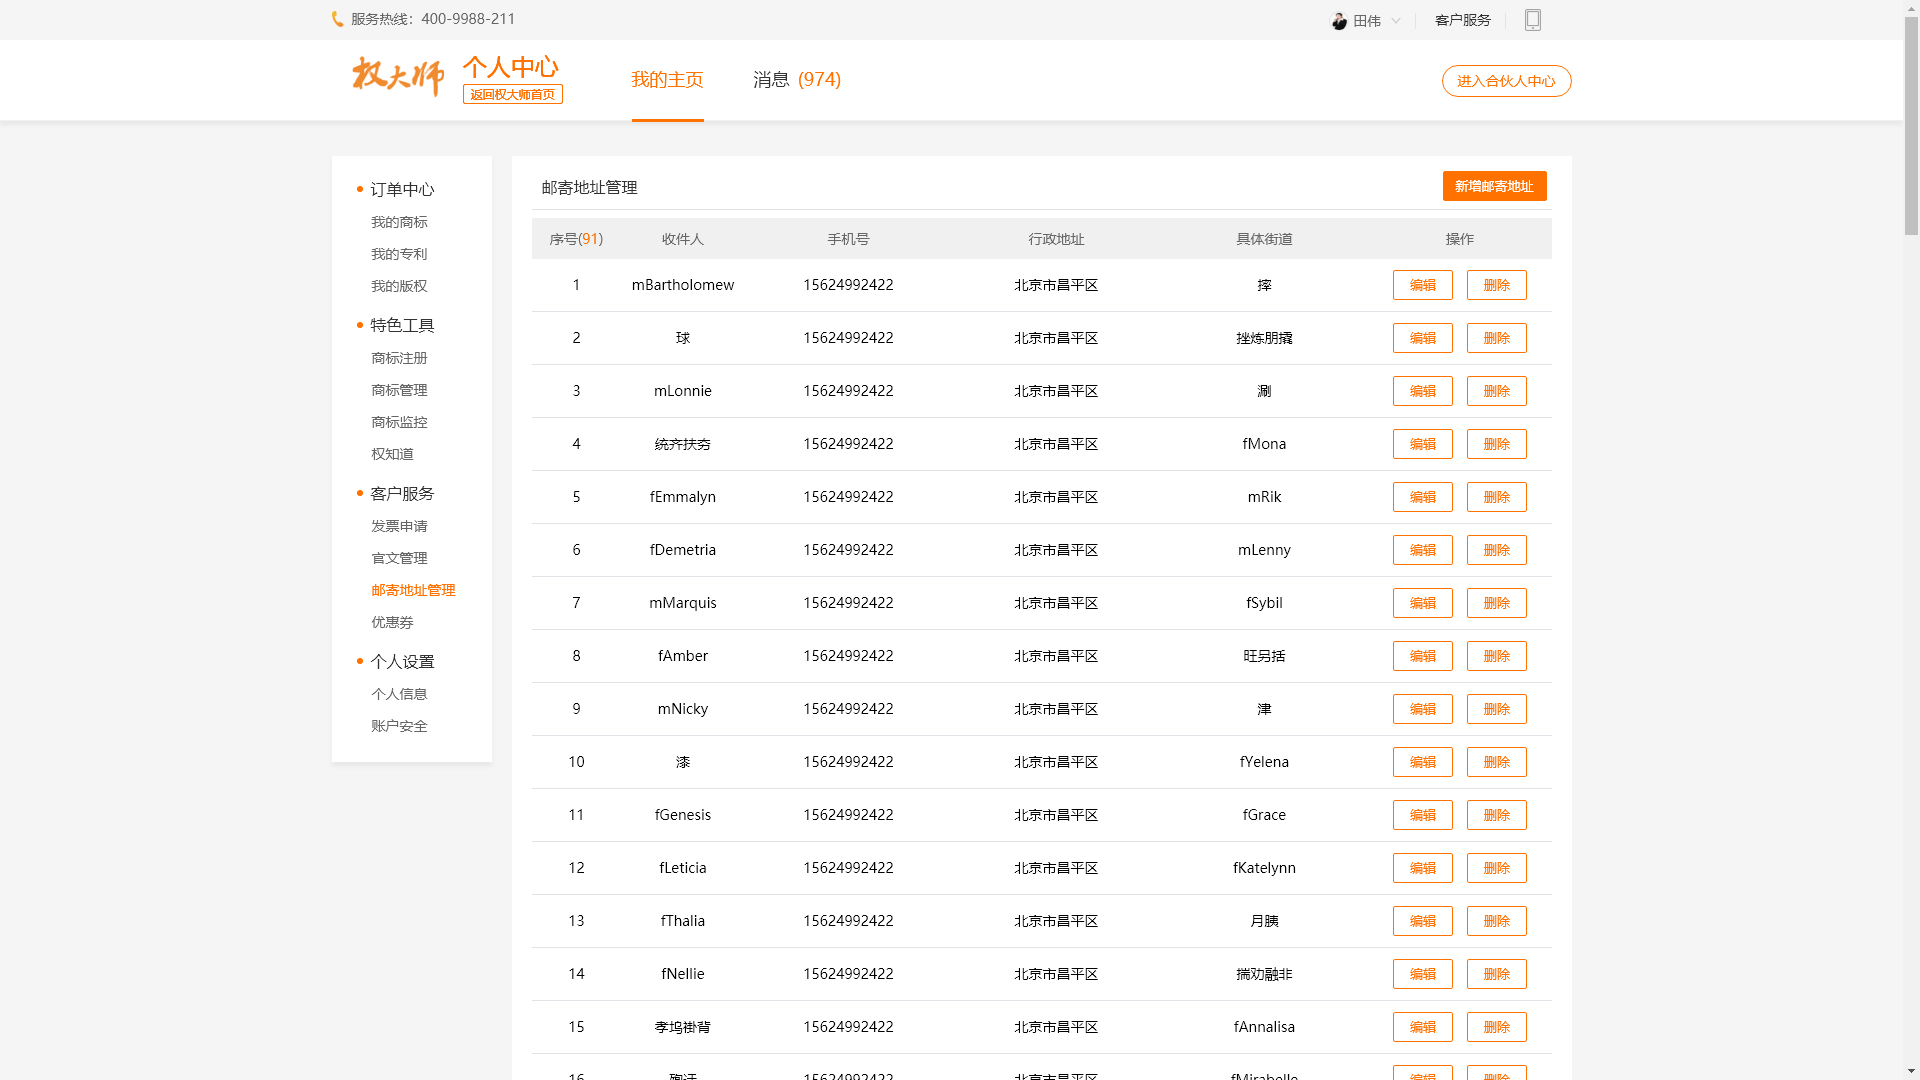 服务热线：400-9988-211
田伟
客户服务
权大师
个人中心
返回权大师首页
我的主页
消息 (974)
进入合伙人中心
订单中心
我的商标
我的专利
我的版权
特色工具
商标注册
商标管理
商标监控
权知道
客户服务
发票申请
官文管理
邮寄地址管理
优惠券
个人设置
个人信息
账户安全
邮寄地址管理
新增邮寄地址
序号(91) 收件人 手机号 行政地址 具体街道 操作
1 mBartholomew 15624992422 北京市昌平区 摔 编辑 删除
2 球 15624992422 北京市昌平区 挫炼朋撬 编辑 删除
3 mLonnie 15624992422 北京市昌平区 涮 编辑 删除
4 统齐扶夯 15624992422 北京市昌平区 fMona 编辑 删除
5 fEmmalyn 15624992422 北京市昌平区 mRik 编辑 删除
6 fDemetria 15624992422 北京市昌平区 mLenny 编辑 删除
7 mMarquis 15624992422 北京市昌平区 fSybil 编辑 删除
8 fAmber 15624992422 北京市昌平区 旺另括 编辑 删除
9 mNicky 15624992422 北京市昌平区 津 编辑 删除
10 漆 15624992422 北京市昌平区 fYelena 编辑 删除
11 fGenesis 15624992422 北京市昌平区 fGrace 编辑 删除
12 fLeticia 15624992422 北京市昌平区 fKatelynn 编辑 删除
13 fThalia 15624992422 北京市昌平区 月胰 编辑 删除
14 fNellie 15624992422 北京市昌平区 揣劝融非 编辑 删除
15 孝坞褂背 15624992422 北京市昌平区 fAnnalisa 编辑 删除
16 15624992422 北京市昌平区 fMirabelle 编辑 删除